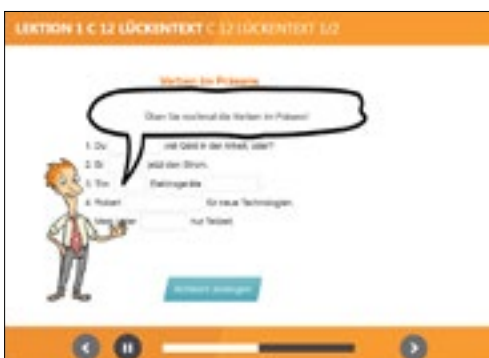 LEKTION 1 C 12 LÜCKENTEXT C 12 LÜCKENTEXT 1/2
Verben im Präsens
Üben Sie nochmal die Verben im Präsens!
1. Du viel Geld in der Arbeit, oder?
2. Er jetzt den Strom.
3. Tim Elektrogeräte
4. Robert für neue Technologien.
nur Teilzeit.